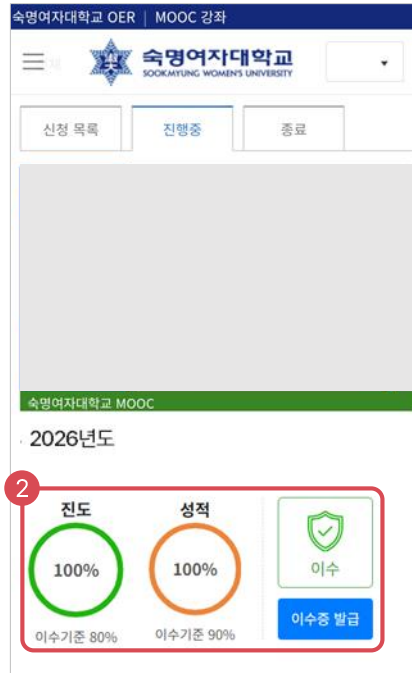 숙명여자대학교 OER | MOOC 강좌
숙명여자대학교
SOOKMYUNG WOMEN'S UNIVERSITY
신청 목록 진행중 종료
숙명여자대학교 MOOC
2026년도
2
진도 성적
100% 100% 이수
이수기준 80% 이수기준 90% 이수증 발급